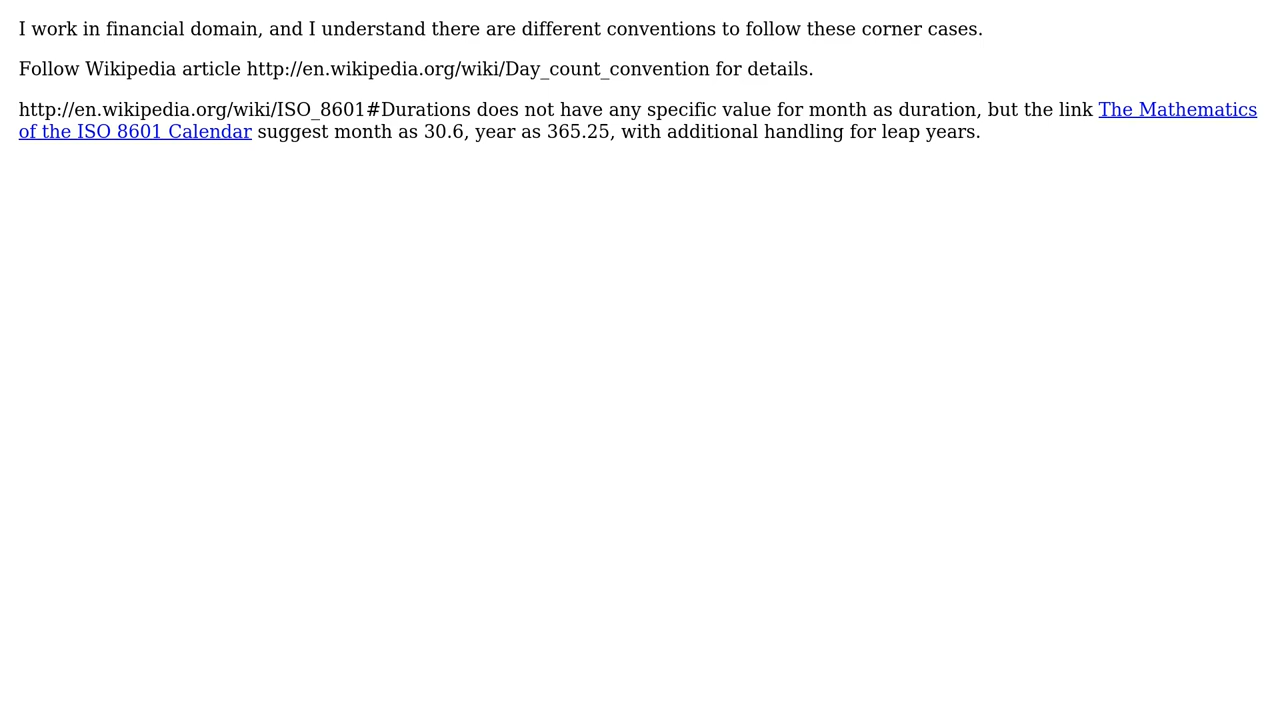 I work in financial domain, and I understand there are different conventions to follow these corner cases.
Follow Wikipedia article http://en.wikipedia.org/wiki/Day_count_convention for details.
http://en.wikipedia.org/wiki/ISO_8601#Durations does not have any specific value for month as duration, but the link The Mathematics
of the ISO 8601 Calendar suggest month as 30.6, year as 365.25, with additional handling for leap years.